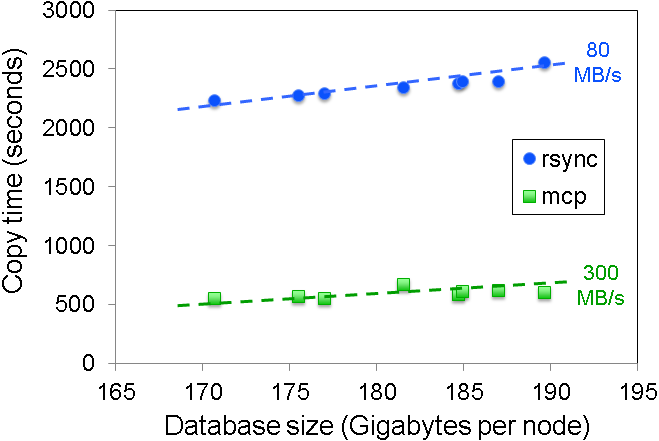 3000
2500
2000
1500
1000
500
0
Copy time (seconds)
80
MB/s
rsync
mcp
300
MB/s
165 170 175 180 185 190 195
Database size (Gigabytes per node)